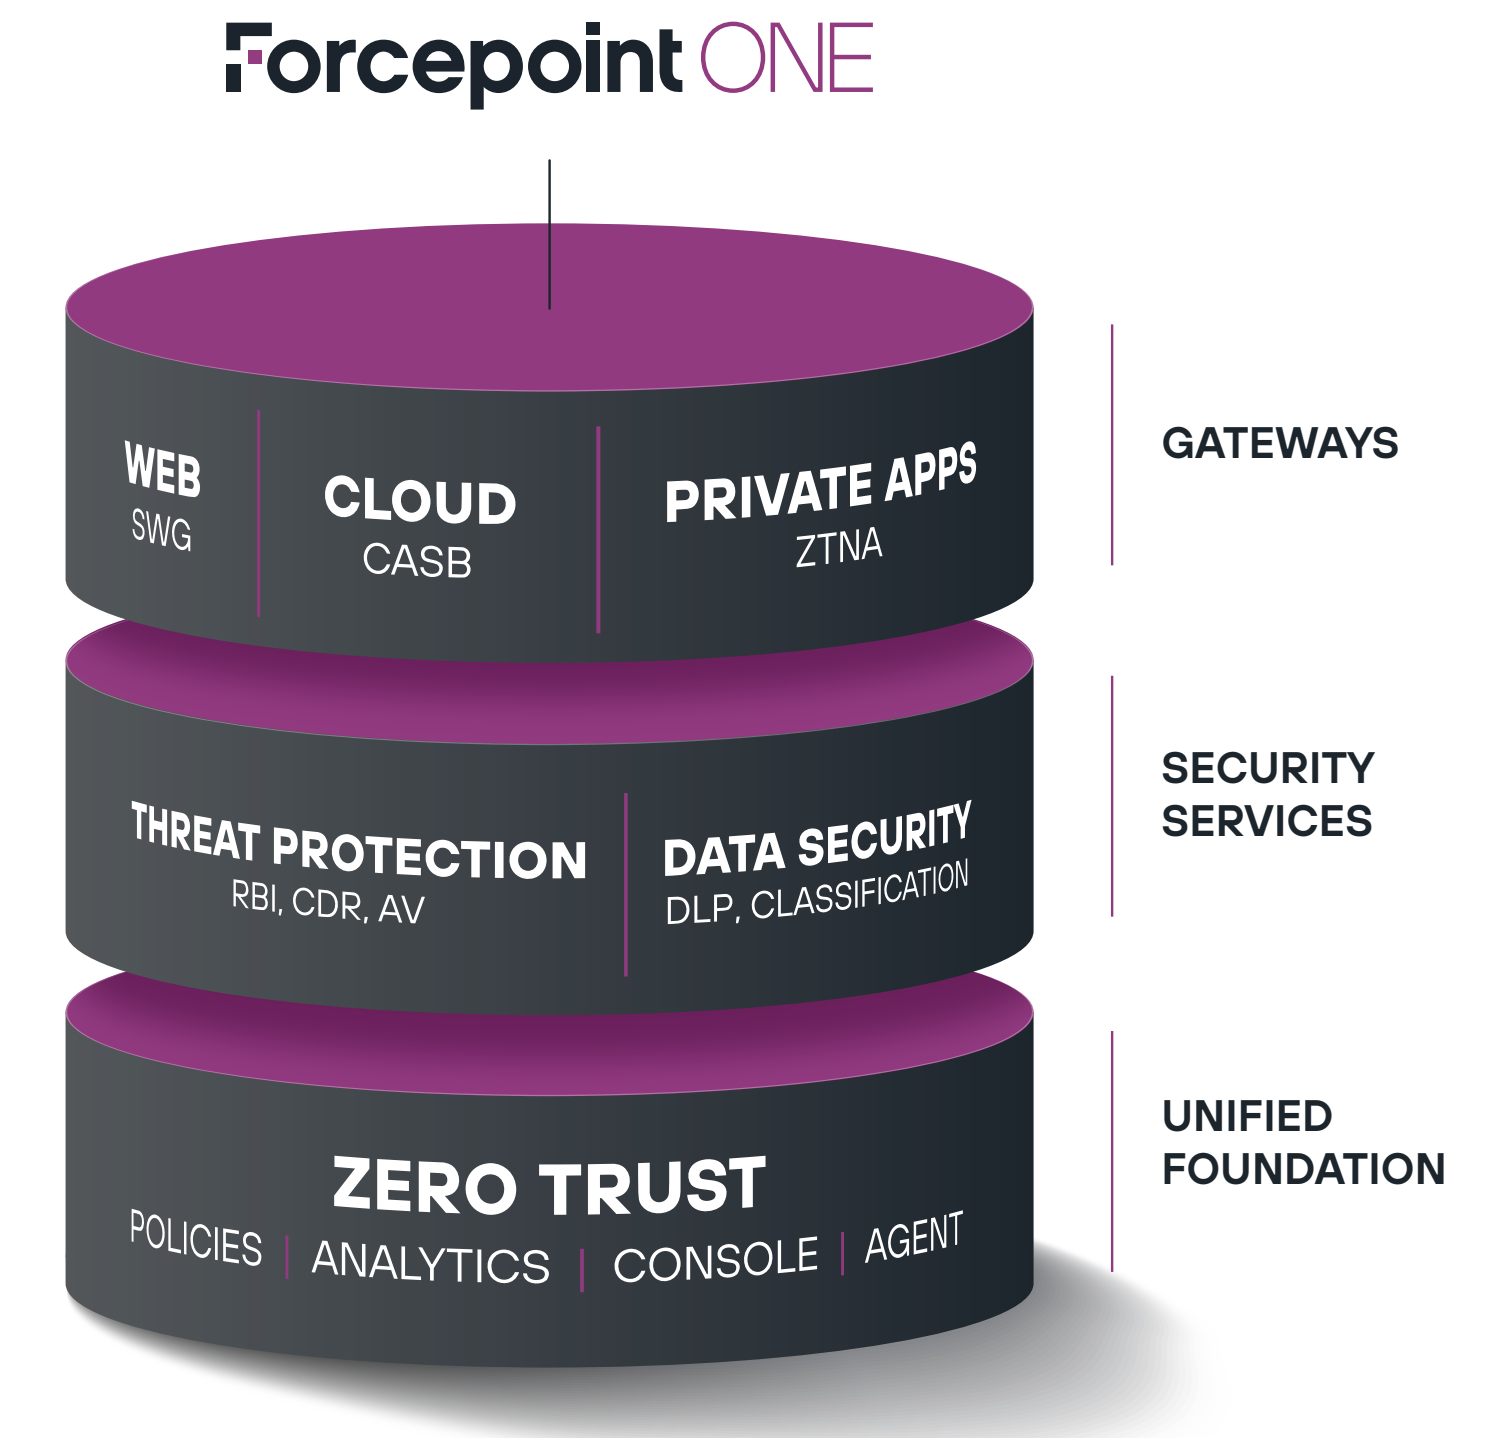 Forcepoint ONE
WEB
SWG
CLOUD
CASB
PRIVATE APPS
ZTNA
GATEWAYS
THREAT PROTECTION
RBI, CDR, AV
DATA SECURITY
DLP, CLASSIFICATION
SECURITY
SERVICES
ZERO TRUST
POLICIES | ANALYTICS | CONSOLE | AGENT
UNIFIED
FOUNDATION